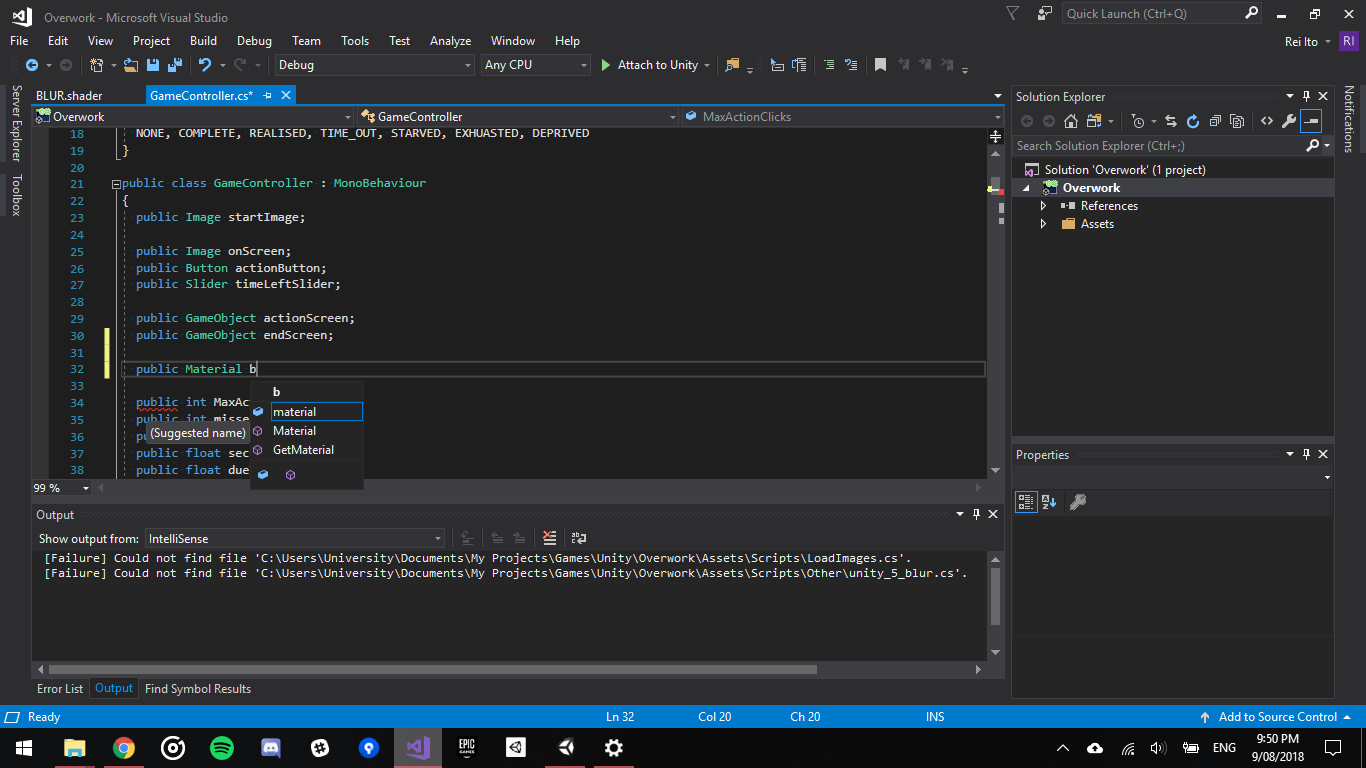 Overwork - Microsoft Visual Studio
Quick Launch (Ctrl+Q)
File Edit View Project Build Debug Team Tools Test Analyze Window Help
Rei Ito RI
Debug Any CPU Attach to Unity
Server Explorer
Toolbox
BLUR.shader GameController.cs*
Overwork GameController MaxActionClicks
18 NONE, COMPLETE, REALISED, TIME_OUT, STARVED, EXHUASTED, DEPRIVED
19 }
20
21 public class GameController : MonoBehaviour
22 {
23 public Image startImage;
24
25 public Image onScreen;
26 public Button actionButton;
27 public Slider timeLeftSlider;
28
29 public GameObject actionScreen;
30 public GameObject endScreen;
31
32 public Material b
33
34 public int MaxAc
35 public int misse
36
37 public float sec
38 public float due
b
material
Material
GetMaterial
(Suggested name)
99 %
Output
Show output from: IntelliSense
[Failure] Could not find file 'C:\Users\University\Documents\My Projects\Games\Unity\Overwork\Assets\Scripts\LoadImages.cs'.
[Failure] Could not find file 'C:\Users\University\Documents\My Projects\Games\Unity\Overwork\Assets\Scripts\Other\unity_5_blur.cs'.
Error List Output Find Symbol Results
Solution Explorer
Search Solution Explorer (Ctrl+;)
Solution 'Overwork' (1 project)
Overwork
References
Assets
Properties
Notifications
Ready Ln 32 Col 20 Ch 20 INS Add to Source Control
EPIC GAMES
ENG
9:50 PM
9/08/2018